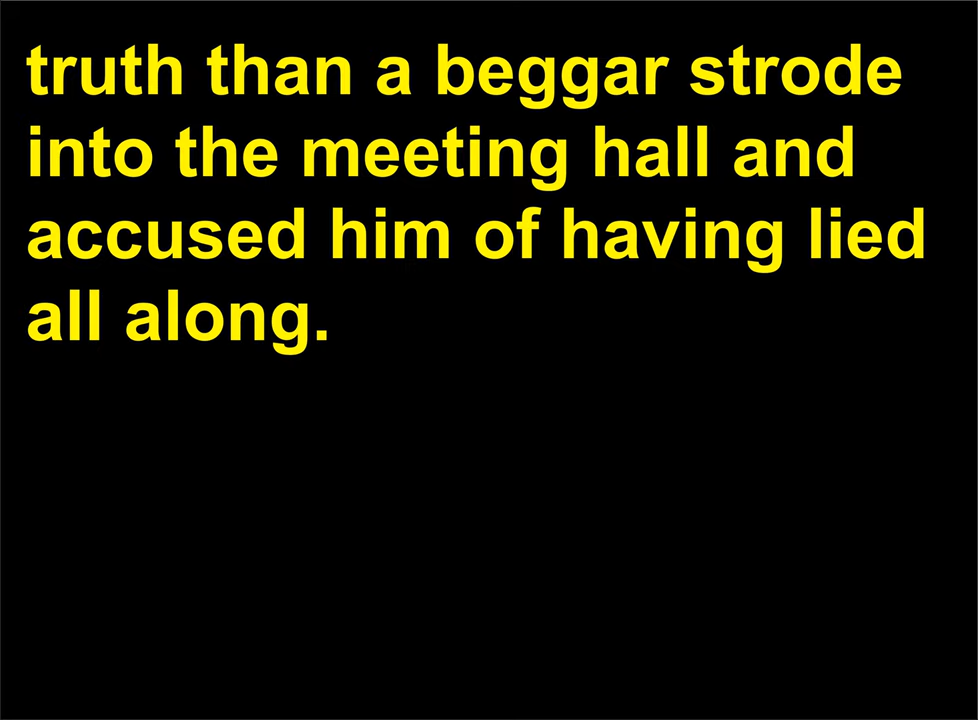 truth than a beggar strode
into the meeting hall and
accused him of having lied
all along.